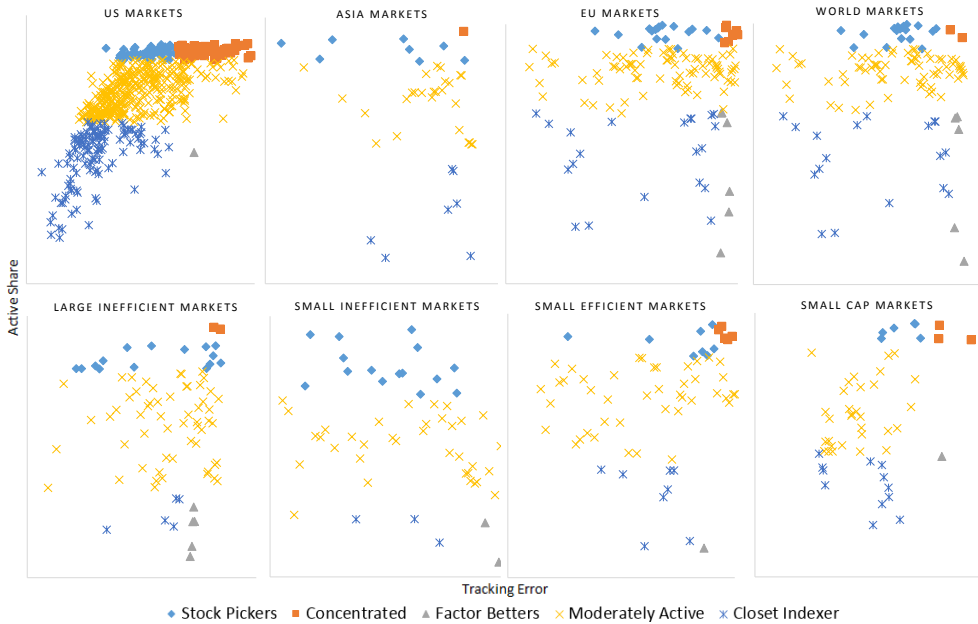 US MARKETS
ASIA MARKETS
EU MARKETS
WORLD MARKETS
Active Share
LARGE INEFFICIENT MARKETS
SMALL INEFFICIENT MARKETS
SMALL EFFICIENT MARKETS
SMALL CAP MARKETS
Tracking Error
Stock Pickers Concentrated Factor Betters Moderately Active Closet Indexer